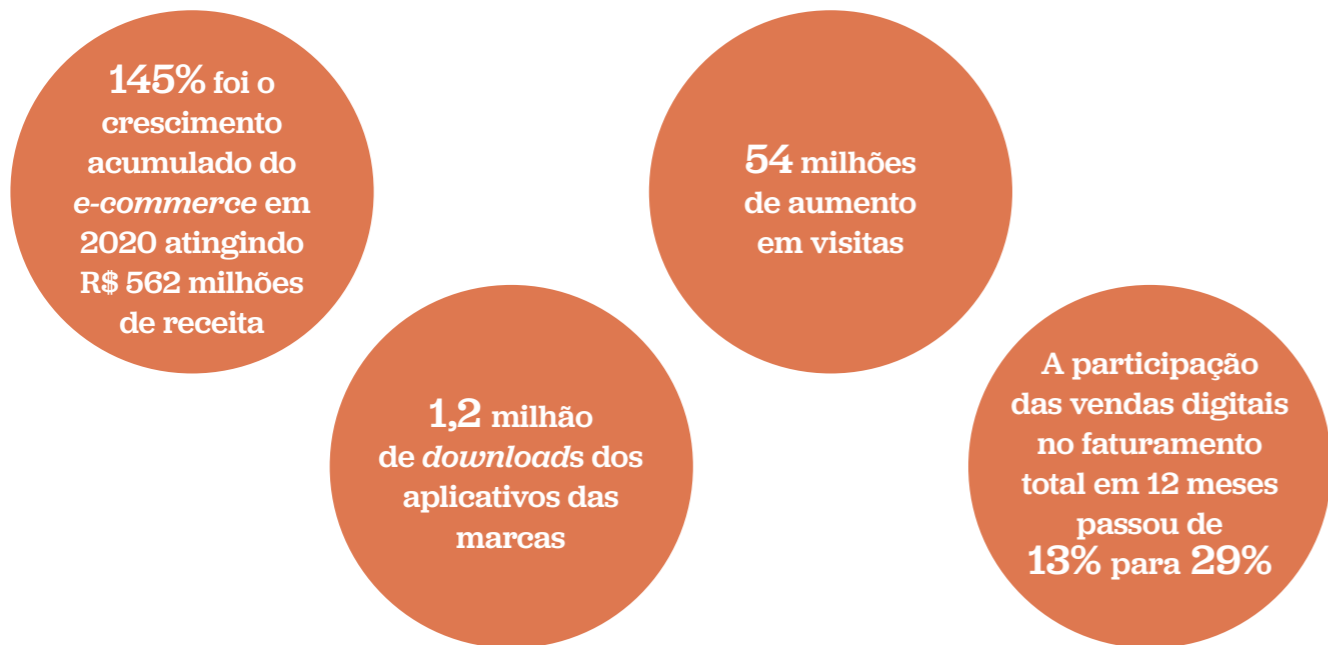 145% foi o
crescimento
acumulado do
e-commerce em
2020 atingindo
R$ 562 milhões
de receita
1,2 milhão
de downloads dos
aplicativos das
marcas
54 milhões
de aumento
em visitas
A participação
das vendas digitais
no faturamento
total em 12 meses
passou de
13% para 29%